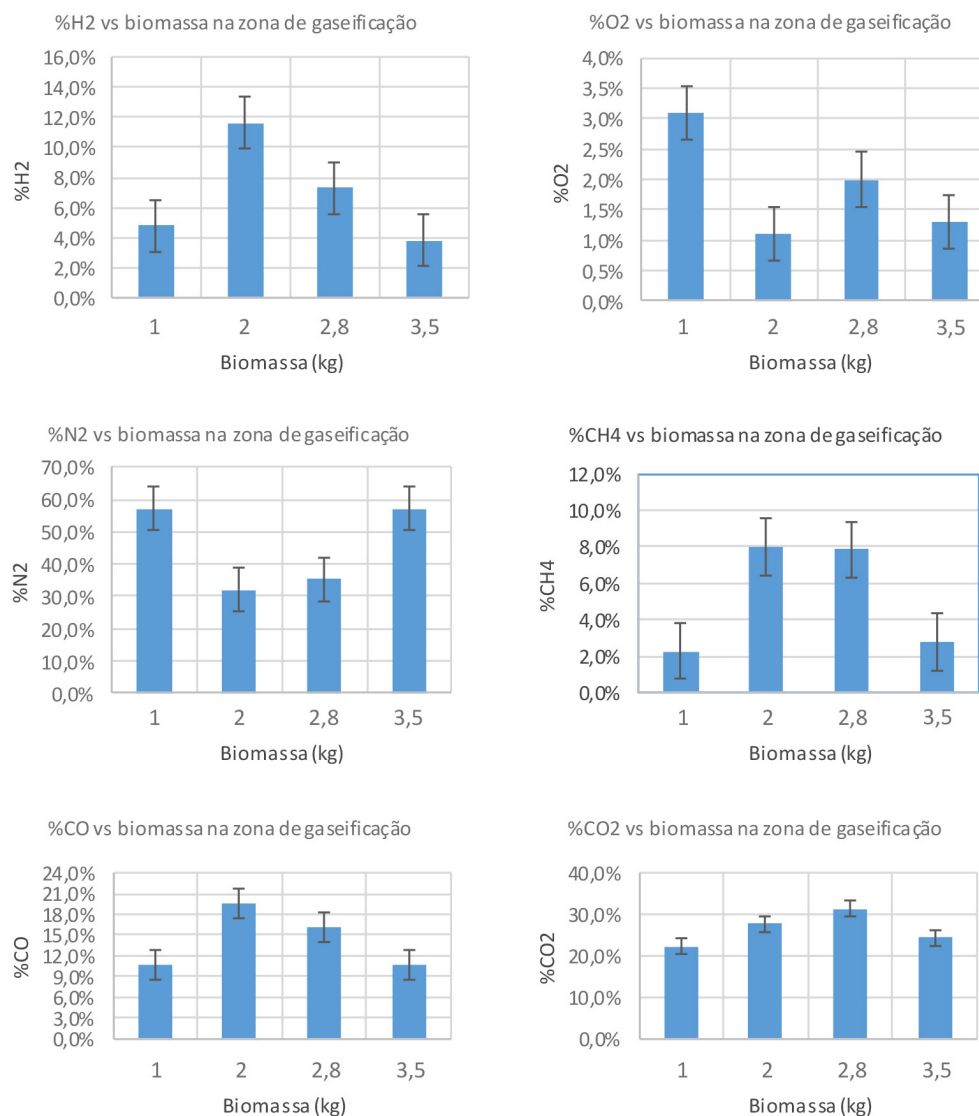 %H2 vs biomassa na zona de gaseificação
16,0%
14,0%
12,0%
10,0%
8,0%
6,0%
4,0%
2,0%
0,0%
%H2
1 2 2,8 3,5
Biomassa (kg)
%O2 vs biomassa na zona de gaseificação
4,0%
3,5%
3,0%
2,5%
2,0%
1,5%
1,0%
0,5%
0,0%
%O2
1 2 2,8 3,5
Biomassa (kg)
%N2 vs biomassa na zona de gaseificação
70,0%
60,0%
50,0%
40,0%
30,0%
20,0%
10,0%
0,0%
%N2
1 2 2,8 3,5
Biomassa (kg)
%CH4 vs biomassa na zona de gaseificação
12,0%
10,0%
8,0%
6,0%
4,0%
2,0%
0,0%
%CH4
1 2 2,8 3,5
Biomassa (kg)
%CO vs biomassa na zona de gaseificação
24,0%
21,0%
18,0%
15,0%
12,0%
9,0%
6,0%
3,0%
0,0%
%CO
1 2 2,8 3,5
Biomassa (kg)
%CO2 vs biomassa na zona de gaseificação
40,0%
30,0%
20,0%
10,0%
0,0%
%CO2
1 2 2,8 3,5
Biomassa (kg)